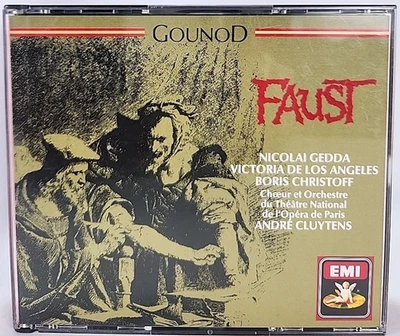 GOUNOD
FAUST
NICOLAI GEDDA
VICTORIA DE LOS ANGELES
BORIS CHRISTOFF
Chœur et Orchestre
du Théâtre National
de l'Opéra de Paris
ANDRÉ CLUYTENS
EMI